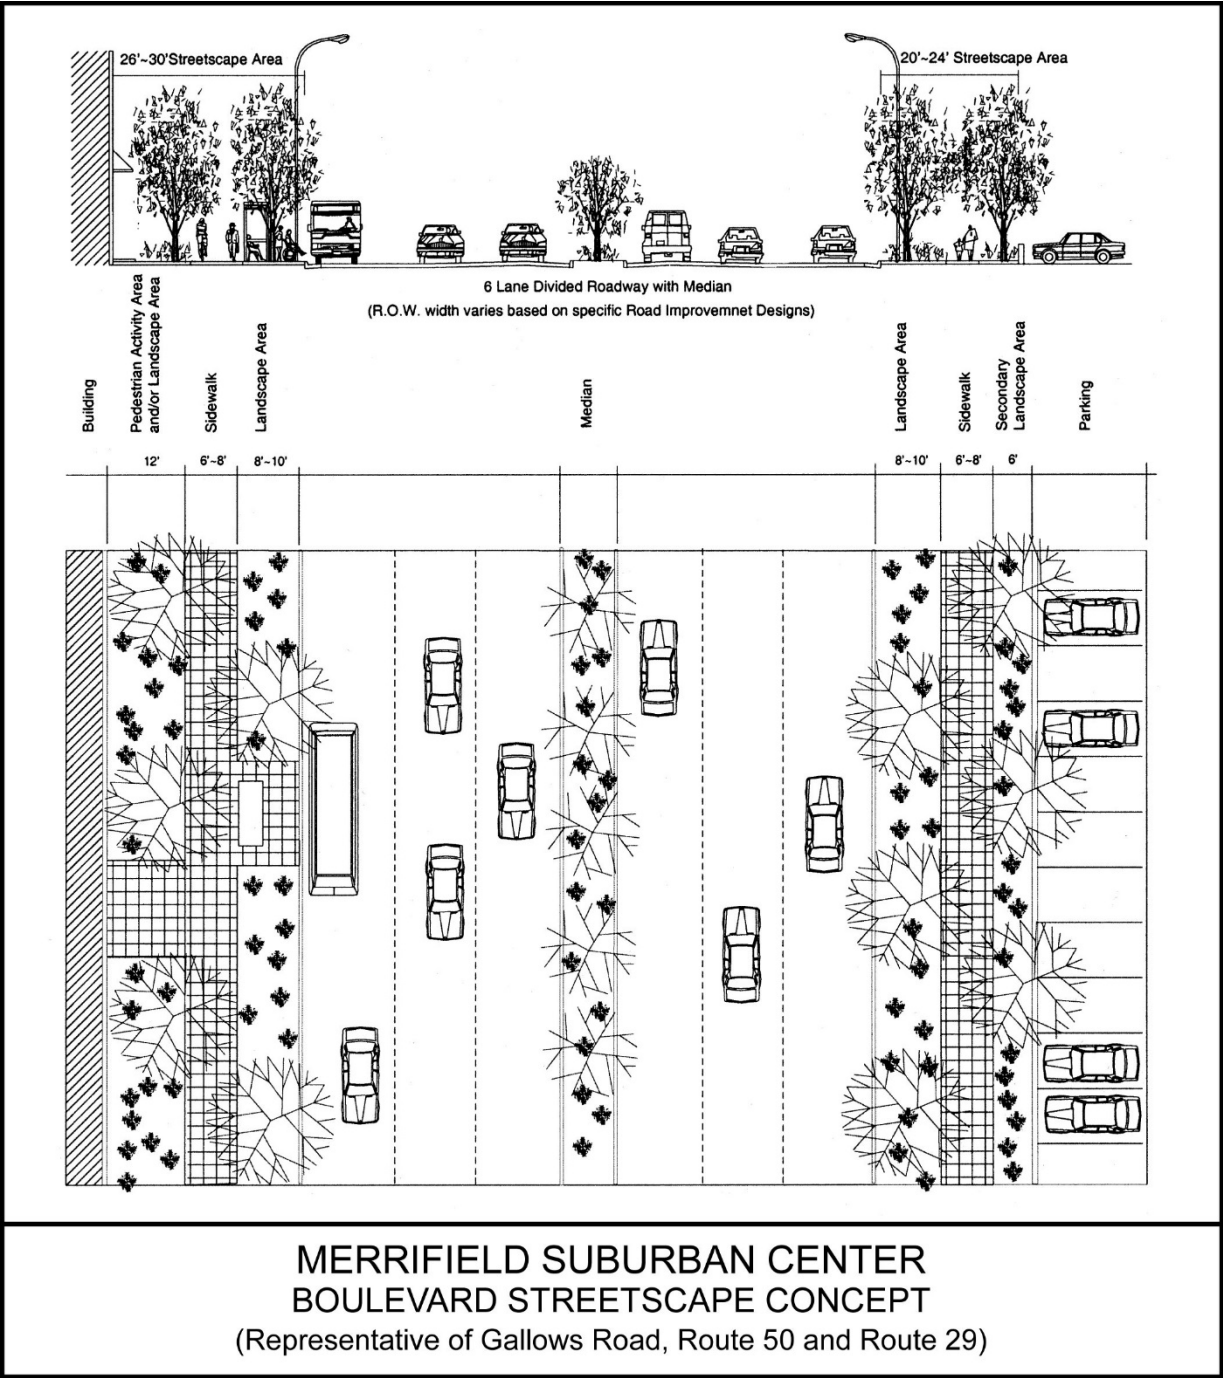 26'~30'Streetscape Area
20'~24' Streetscape Area
6 Lane Divided Roadway with Median
(R.O.W. width varies based on specific Road Improvemnet Designs)
Building
Pedestrian Activity Area
and/or Landscape Area
Sidewalk
Landscape Area
Median
Landscape Area
Sidewalk
Secondary
Landscape Area
Parking
12'
6'~8'
8'~10'
8'~10'
6'~8'
6'
MERRIFIELD SUBURBAN CENTER
BOULEVARD STREETSCAPE CONCEPT
(Representative of Gallows Road, Route 50 and Route 29)